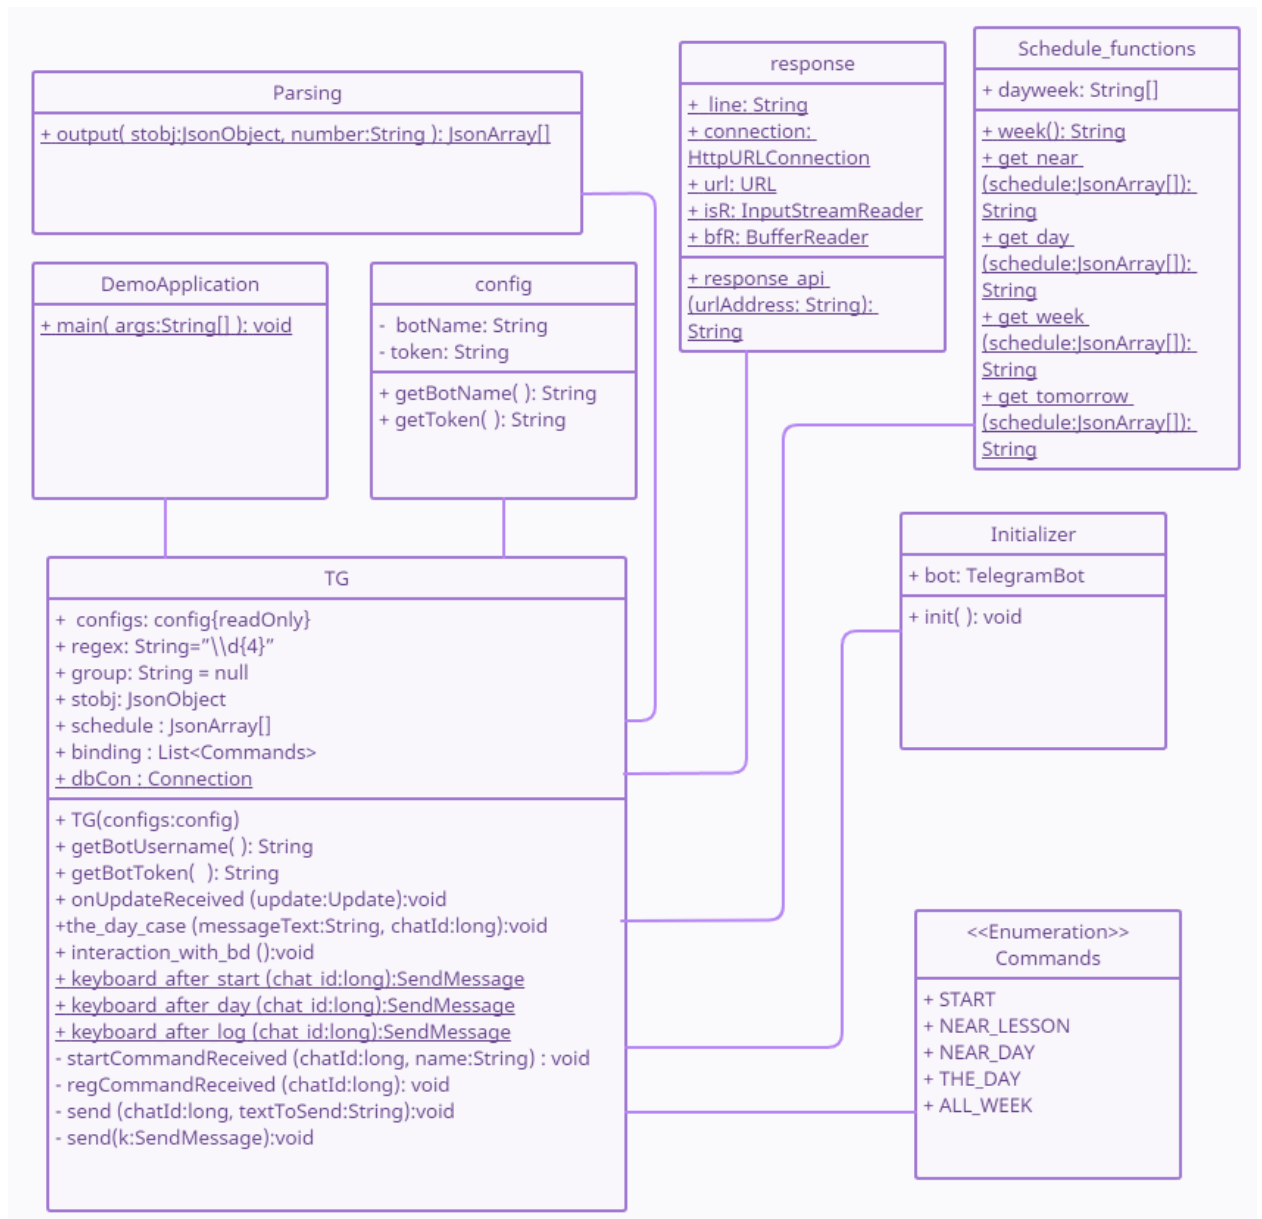 Parsing
+ output( stobj:JsonObject, number:String ): JsonArray[]
response
+ line: String
+ connection:
HttpURLConnection
+ url: URL
+ isR: InputStreamReader
+ bfR: BufferReader
+ response_api
(urlAddress: String):
String
Schedule_functions
+ dayweek: String[]
+ week(): String
+ get_near
(schedule:JsonArray[]):
String
+ get_day
(schedule:JsonArray[]):
String
+ get_week
(schedule:JsonArray[]):
String
+ get_tomorrow
(schedule:JsonArray[]):
String
DemoApplication
+ main( args:String[] ): void
config
- botName: String
- token: String
+ getBotName( ): String
+ getToken( ): String
Initializer
+ bot: TelegramBot
+ init( ): void
TG
+ configs: config{readOnly}
+ regex: String=”\\d{4}”
+ group: String = null
+ stobj: JsonObject
+ schedule : JsonArray[]
+ binding : List<Commands>
+ dbCon : Connection
+ TG(configs:config)
+ getBotUsername( ): String
+ getBotToken( ): String
+ onUpdateReceived (update:Update):void
+the_day_case (messageText:String, chatId:long):void
+ interaction_with_bd ():void
+ keyboard_after_start (chat_id:long):SendMessage
+ keyboard_after_day (chat_id:long):SendMessage
+ keyboard_after_log (chat_id:long):SendMessage
- startCommandReceived (chatId:long, name:String) : void
- regCommandReceived (chatId:long): void
- send (chatId:long, textToSend:String):void
- send(k:SendMessage):void
<<Enumeration>>
Commands
+ START
+ NEAR_LESSON
+ NEAR_DAY
+ THE_DAY
+ ALL_WEEK